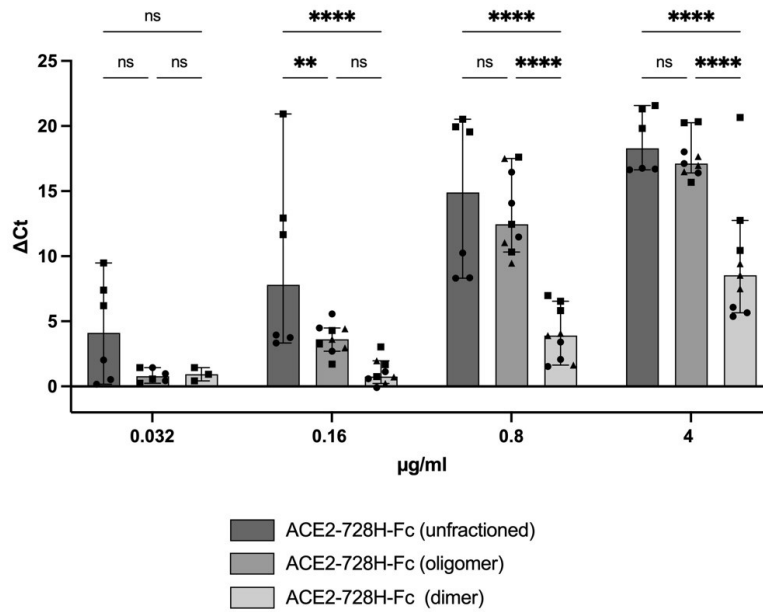 ns **** **** ****
ns ns ** ns ns **** ns ****
25
20
15
10
5
0
ΔCt
0.032 0.16 0.8 4
µg/ml
ACE2-728H-Fc (unfractioned)
ACE2-728H-Fc (oligomer)
ACE2-728H-Fc (dimer)